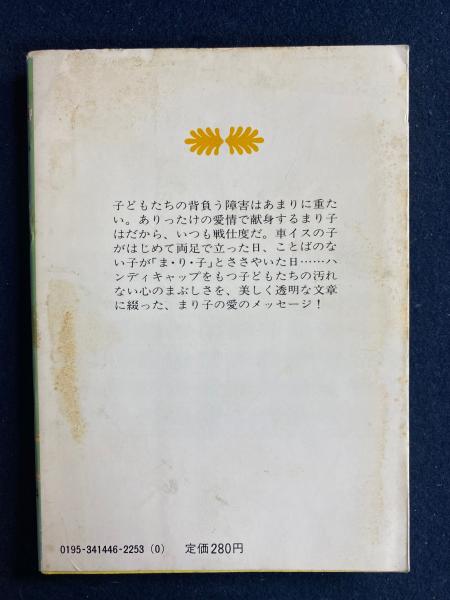 子どもたちの背負う障害はあまりに重た
い。ありったけの愛情で献身するまり子
はだから、いつも戦仕度だ。車イスの子
がはじめて両足で立った日、ことばのな
い子が「ま・り・子」とささやいた日……ハ
ンディキャップをもつ子どもたちの汚れ
ない心のまぶしさを、美しく透明な文章
に綴った、まり子の愛のメッセージ！
0195-341446-2253(0) 定価280円